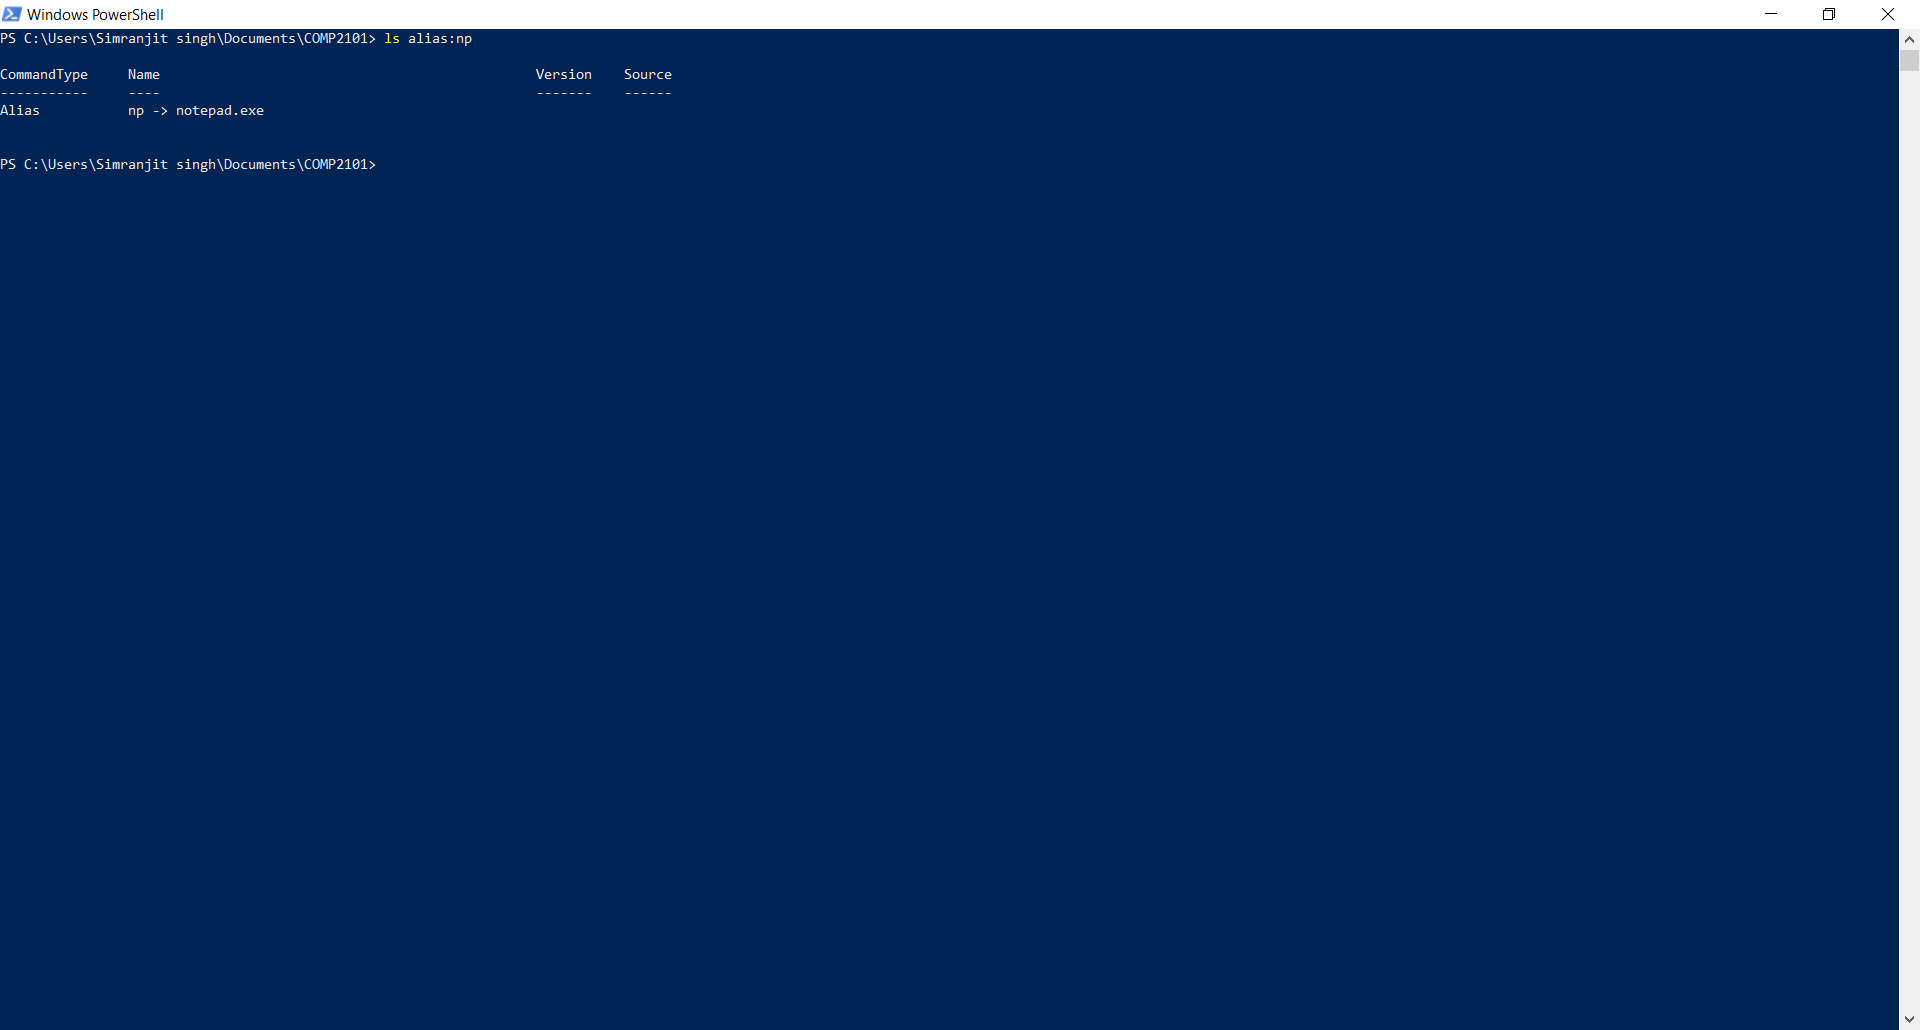 Windows PowerShell
PS C:\Users\Simranjit singh\Documents\COMP2101> ls alias:np
CommandType     Name                                               Version    Source
-----------     ----                                               -------    ------
Alias           np -> notepad.exe
PS C:\Users\Simranjit singh\Documents\COMP2101>